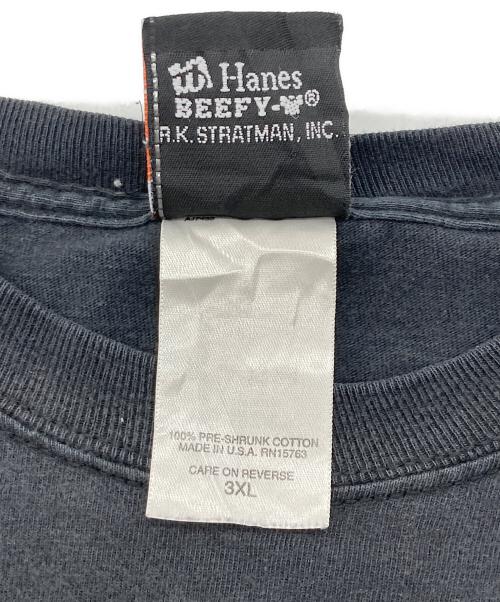 Hanes
BEEFY-T®
R.K. STRATMAN, INC.
100% PRE-SHRUNK COTTON
MADE IN U.S.A. RN15763
CARE ON REVERSE
3XL